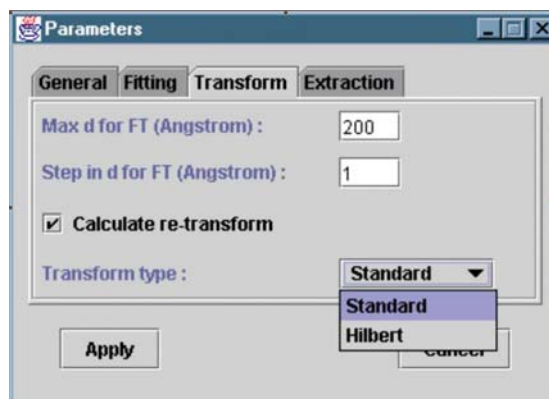 Parameters
General Fitting Transform Extraction
Max d for FT (Angstrom) : 200
Step in d for FT (Angstrom) : 1
Calculate re-transform
Transform type : Standard
Standard
Hilbert
Apply